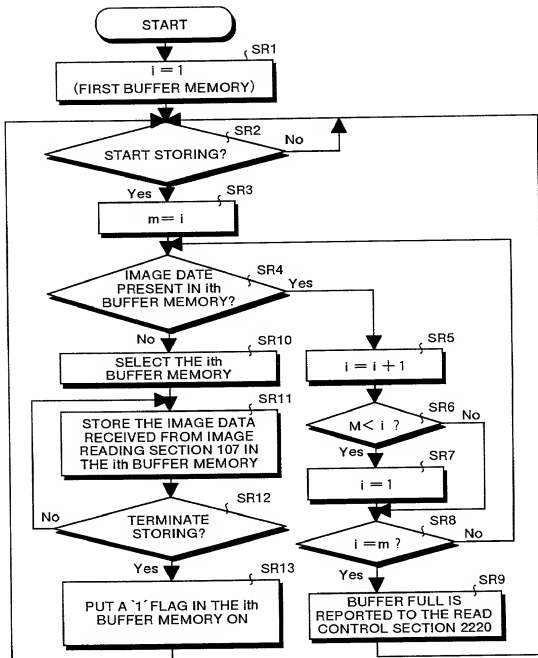 START
SR1
i = 1
(FIRST BUFFER MEMORY)
SR2
START STORING?
No
Yes
SR3
m= i
SR4
IMAGE DATE
PRESENT IN ith
BUFFER MEMORY?
Yes
No
SR10
SELECT THE ith
BUFFER MEMORY
SR11
STORE THE IMAGE DATA
RECEIVED FROM IMAGE
READING SECTION 107 IN
THE ith BUFFER MEMORY
SR12
TERMINATE
STORING?
No
Yes
SR13
PUT A `1´ FLAG IN THE ith
BUFFER MEMORY ON
SR5
i = i + 1
SR6
M< i ?
No
Yes
SR7
i = 1
SR8
i =m ?
No
Yes
SR9
BUFFER FULL IS
REPORTED TO THE READ
CONTROL SECTION 2220